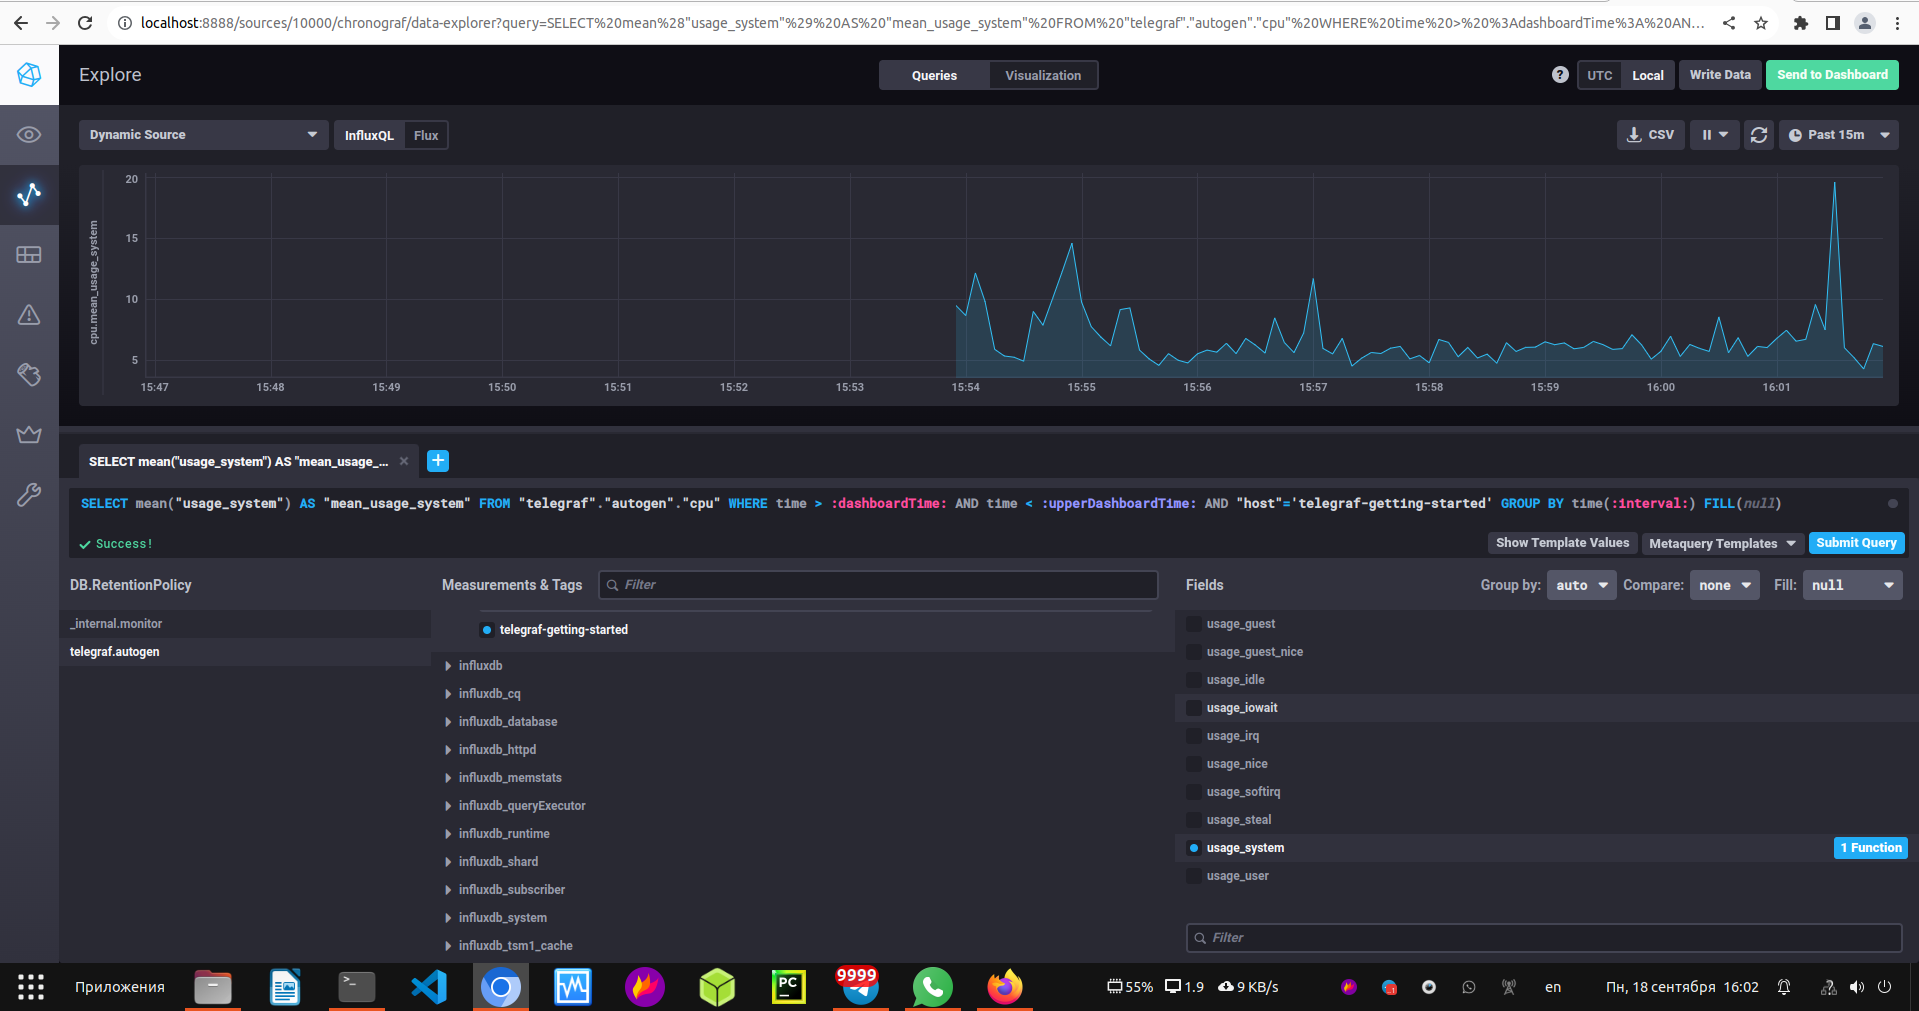 localhost:8888/sources/10000/chronograf/data-explorer?query=SELECT%20mean%28"usage_system"%29%20AS%20"mean_usage_system"%20FROM%20"telegraf"."autogen"."cpu"%20WHERE%20time%20>%20%3AdashboardTime%3A%20AN...
Explore
Queries
Visualization
?
UTC
Local
Write Data
Send to Dashboard
Dynamic Source
InfluxQL
Flux
CSV
Past 15m
cpu.mean_usage_system
20
15
10
5
15:47 15:48 15:49 15:50 15:51 15:52 15:53 15:54 15:55 15:56 15:57 15:58 15:59 16:00 16:01
SELECT mean("usage_system") AS "mean_usage_...
SELECT mean("usage_system") AS "mean_usage_system" FROM "telegraf"."autogen"."cpu" WHERE time > :dashboardTime: AND time < :upperDashboardTime: AND "host"='telegraf-getting-started' GROUP BY time(:interval:) FILL(null)
Success!
Show Template Values
Metaquery Templates
Submit Query
DB.RetentionPolicy
_internal.monitor
telegraf.autogen
Measurements & Tags
Filter
telegraf-getting-started
influxdb
influxdb_cq
influxdb_database
influxdb_httpd
influxdb_memstats
influxdb_queryExecutor
influxdb_runtime
influxdb_shard
influxdb_subscriber
influxdb_system
influxdb_tsm1_cache
Fields
Group by: auto
Compare: none
Fill: null
usage_guest
usage_guest_nice
usage_idle
usage_iowait
usage_irq
usage_nice
usage_softirq
usage_steal
usage_system
1 Function
usage_user
Filter
Приложения
PC
9999
55%
1.9
9 KB/s
en
Пн, 18 сентября 16:02